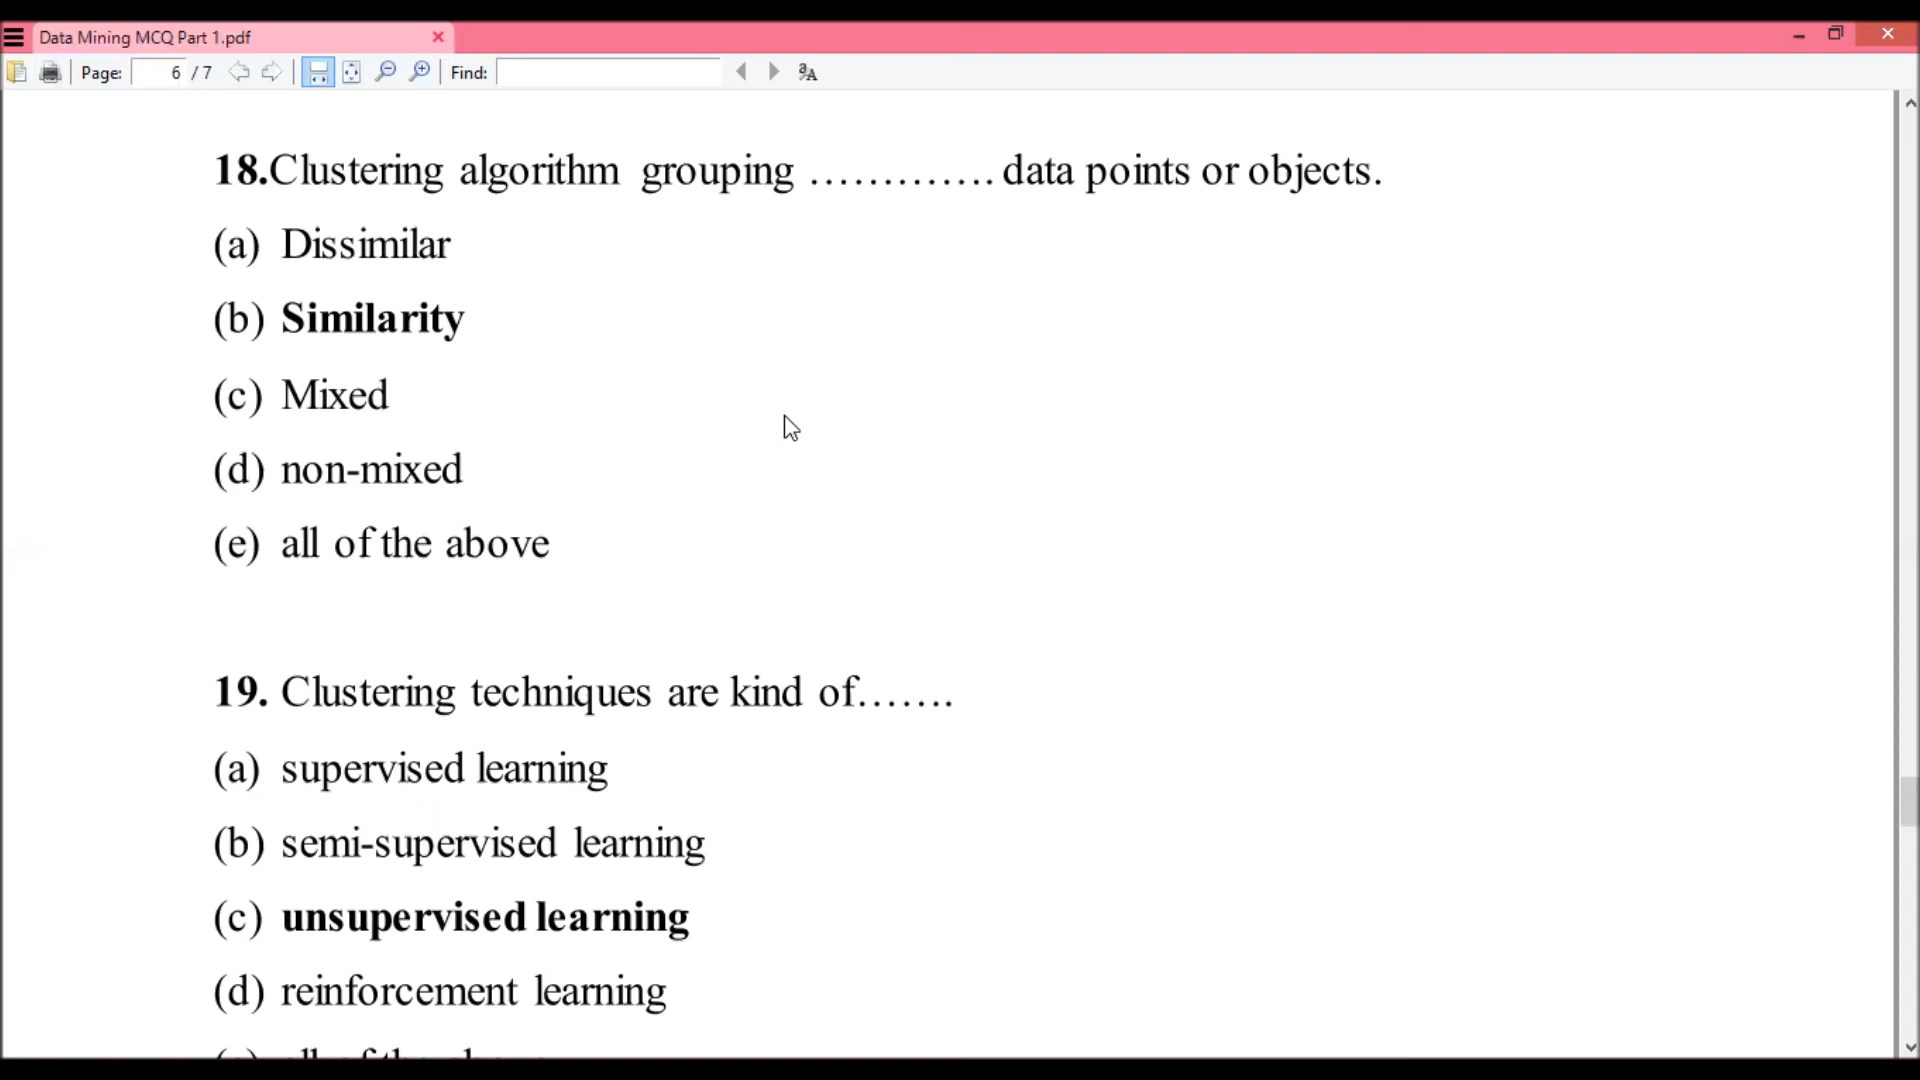 Data Mining MCQ Part 1.pdf
Page: 6 / 7 Find:
18.Clustering algorithm grouping …………. data points or objects.
(a) Dissimilar
(b) Similarity
(c) Mixed
(d) non-mixed
(e) all of the above
19. Clustering techniques are kind of…….
(a) supervised learning
(b) semi-supervised learning
(c) unsupervised learning
(d) reinforcement learning